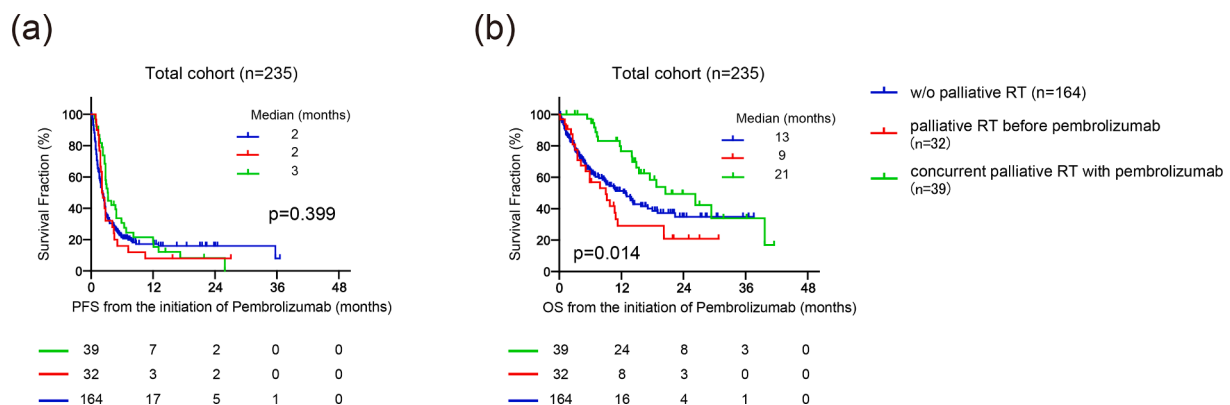 (a)
Total cohort (n=235)
Survival Fraction (%)
100
80
60
40
20
0
Median (months)
2
2
3
p=0.399
0 12 24 36 48
PFS from the initiation of Pembrolizumab (months)
39 7 2 0 0
32 3 2 0 0
164 17 5 1 0
(b)
Total cohort (n=235)
Survival Fraction (%)
100
80
60
40
20
0
Median (months)
13
9
21
p=0.014
0 12 24 36 48
OS from the initiation of Pembrolizumab (months)
39 24 8 3 0
32 8 3 0 0
164 16 4 1 0
w/o palliative RT (n=164)
palliative RT before pembrolizumab
(n=32)
concurrent palliative RT with pembrolizumab
(n=39)